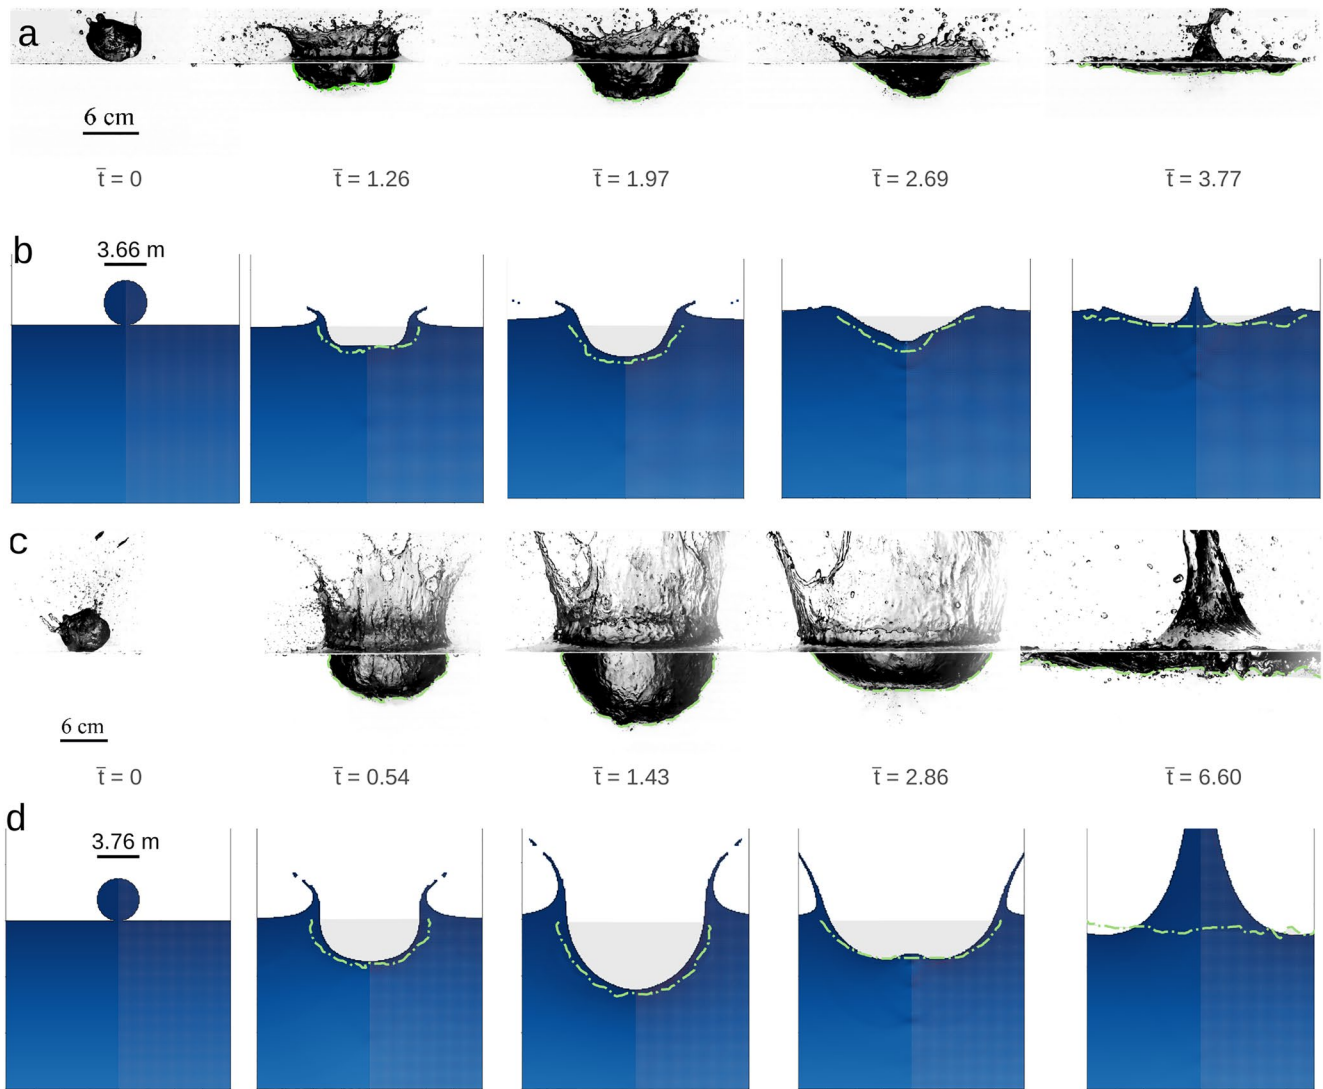 a
6 cm
t̄ = 0
t̄ = 1.26
t̄ = 1.97
t̄ = 2.69
t̄ = 3.77
b
3.66 m
c
6 cm
t̄ = 0
t̄ = 0.54
t̄ = 1.43
t̄ = 2.86
t̄ = 6.60
d
3.76 m